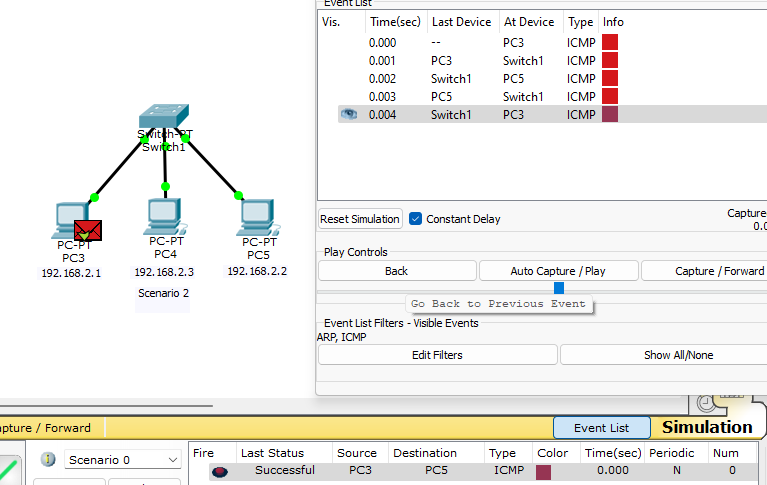 Event List
Vis. Time(sec) Last Device At Device Type Info
0.000 -- PC3 ICMP
0.001 PC3 Switch1 ICMP
0.002 Switch1 PC5 ICMP
0.003 PC5 Switch1 ICMP
0.004 Switch1 PC3 ICMP
Switch-PT
Switch1
PC-PT
PC3
192.168.2.1
PC-PT
PC4
192.168.2.3
PC-PT
PC5
192.168.2.2
Scenario 2
Reset Simulation Constant Delay Capture
0.0
Play Controls
Back Auto Capture / Play Capture / Forward
Go Back to Previous Event
Event List Filters - Visible Events
ARP, ICMP
Edit Filters Show All/None
apture / Forward Event List Simulation
Scenario 0
Fire Last Status Source Destination Type Color Time(sec) Periodic Num
Successful PC3 PC5 ICMP 0.000 N 0